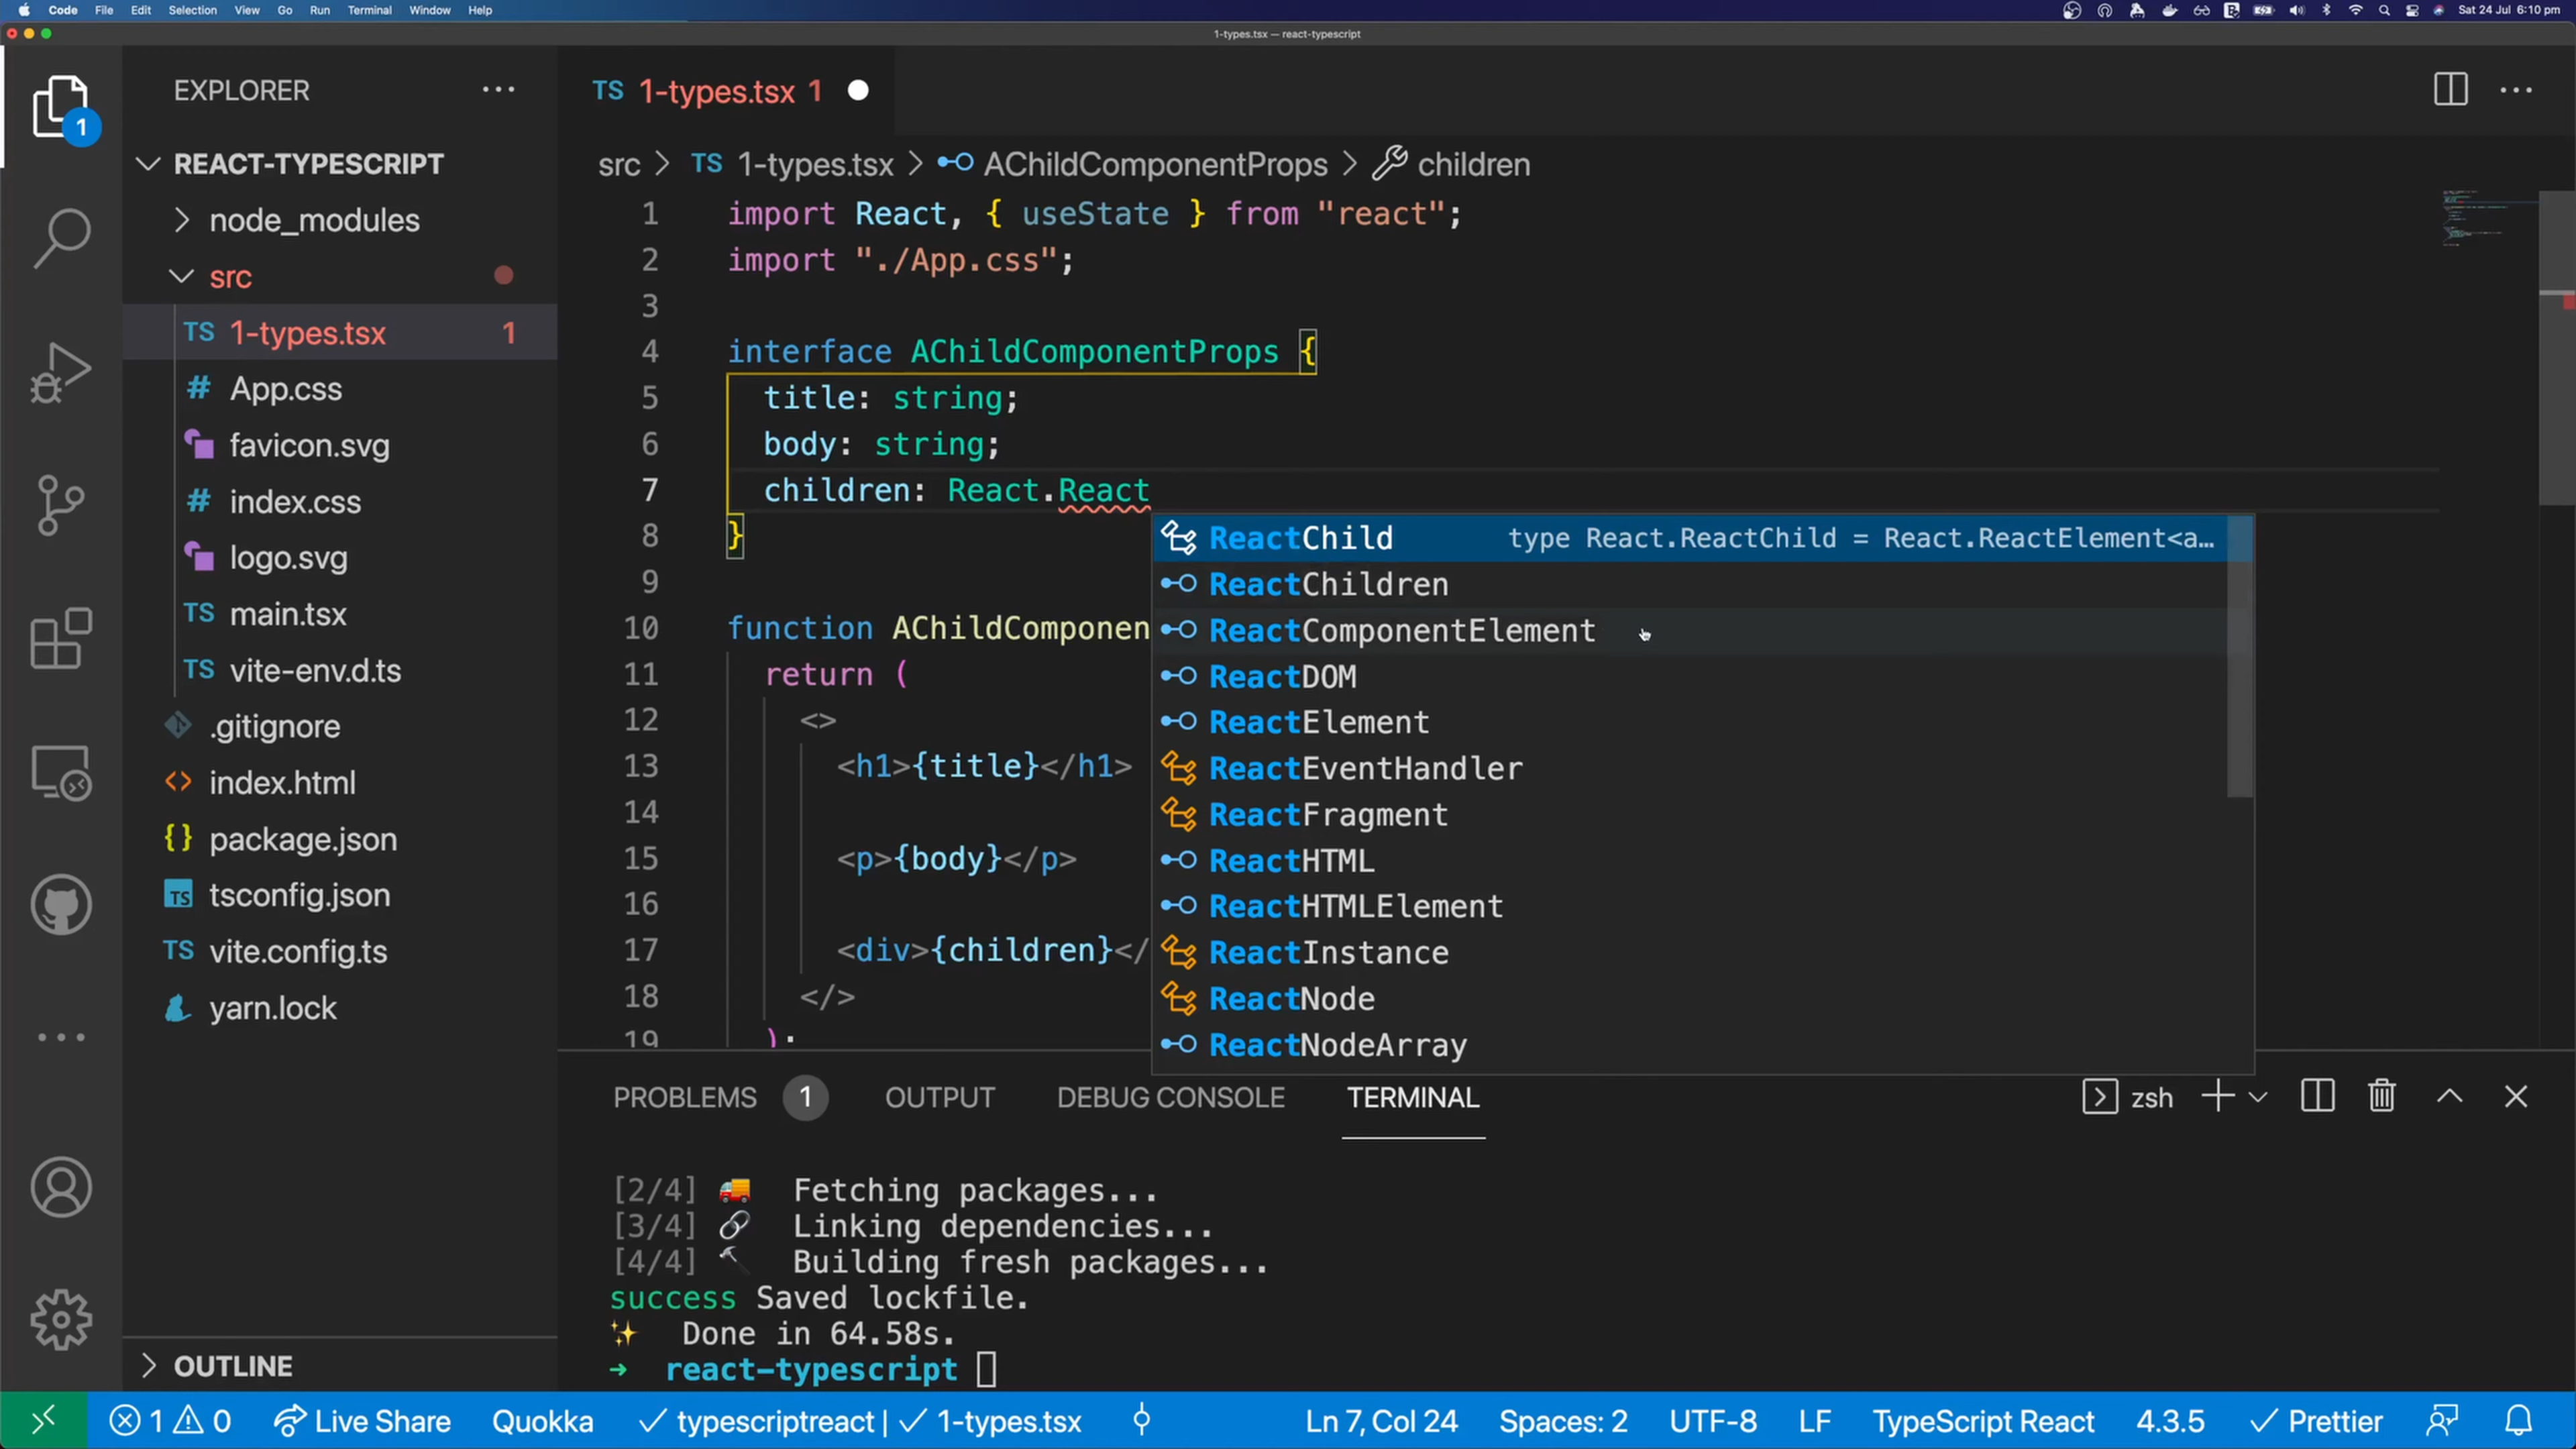 Code File Edit Selection View Go Run Terminal Window Help
Sat 24 Jul 6:10 pm
1-types.tsx — react-typescript
EXPLORER
1
REACT-TYPESCRIPT
node_modules
src
TS 1-types.tsx 1
# App.css
favicon.svg
# index.css
logo.svg
TS main.tsx
TS vite-env.d.ts
.gitignore
<> index.html
{} package.json
TS tsconfig.json
TS vite.config.ts
yarn.lock
OUTLINE
TS 1-types.tsx 1
src > TS 1-types.tsx > AChildComponentProps > children
1 import React, { useState } from "react";
2 import "./App.css";
3
4 interface AChildComponentProps {
5 title: string;
6 body: string;
7 children: React.React
8 }
9
10 function AChildComponen
11 return (
12 <>
13 <h1>{title}</h1>
14
15 <p>{body}</p>
16
17 <div>{children}</
18 </>
19 );
ReactChild type React.ReactChild = React.ReactElement<a…
ReactChildren
ReactComponentElement
ReactDOM
ReactElement
ReactEventHandler
ReactFragment
ReactHTML
ReactHTMLElement
ReactInstance
ReactNode
ReactNodeArray
PROBLEMS 1 OUTPUT DEBUG CONSOLE TERMINAL
zsh
[2/4] 🚚 Fetching packages...
[3/4] 🔗 Linking dependencies...
[4/4] 🔨 Building fresh packages...
success Saved lockfile.
✨ Done in 64.58s.
➜ react-typescript
1 0 Live Share Quokka ✓ typescriptreact | ✓ 1-types.tsx
Ln 7, Col 24 Spaces: 2 UTF-8 LF TypeScript React 4.3.5 ✓ Prettier